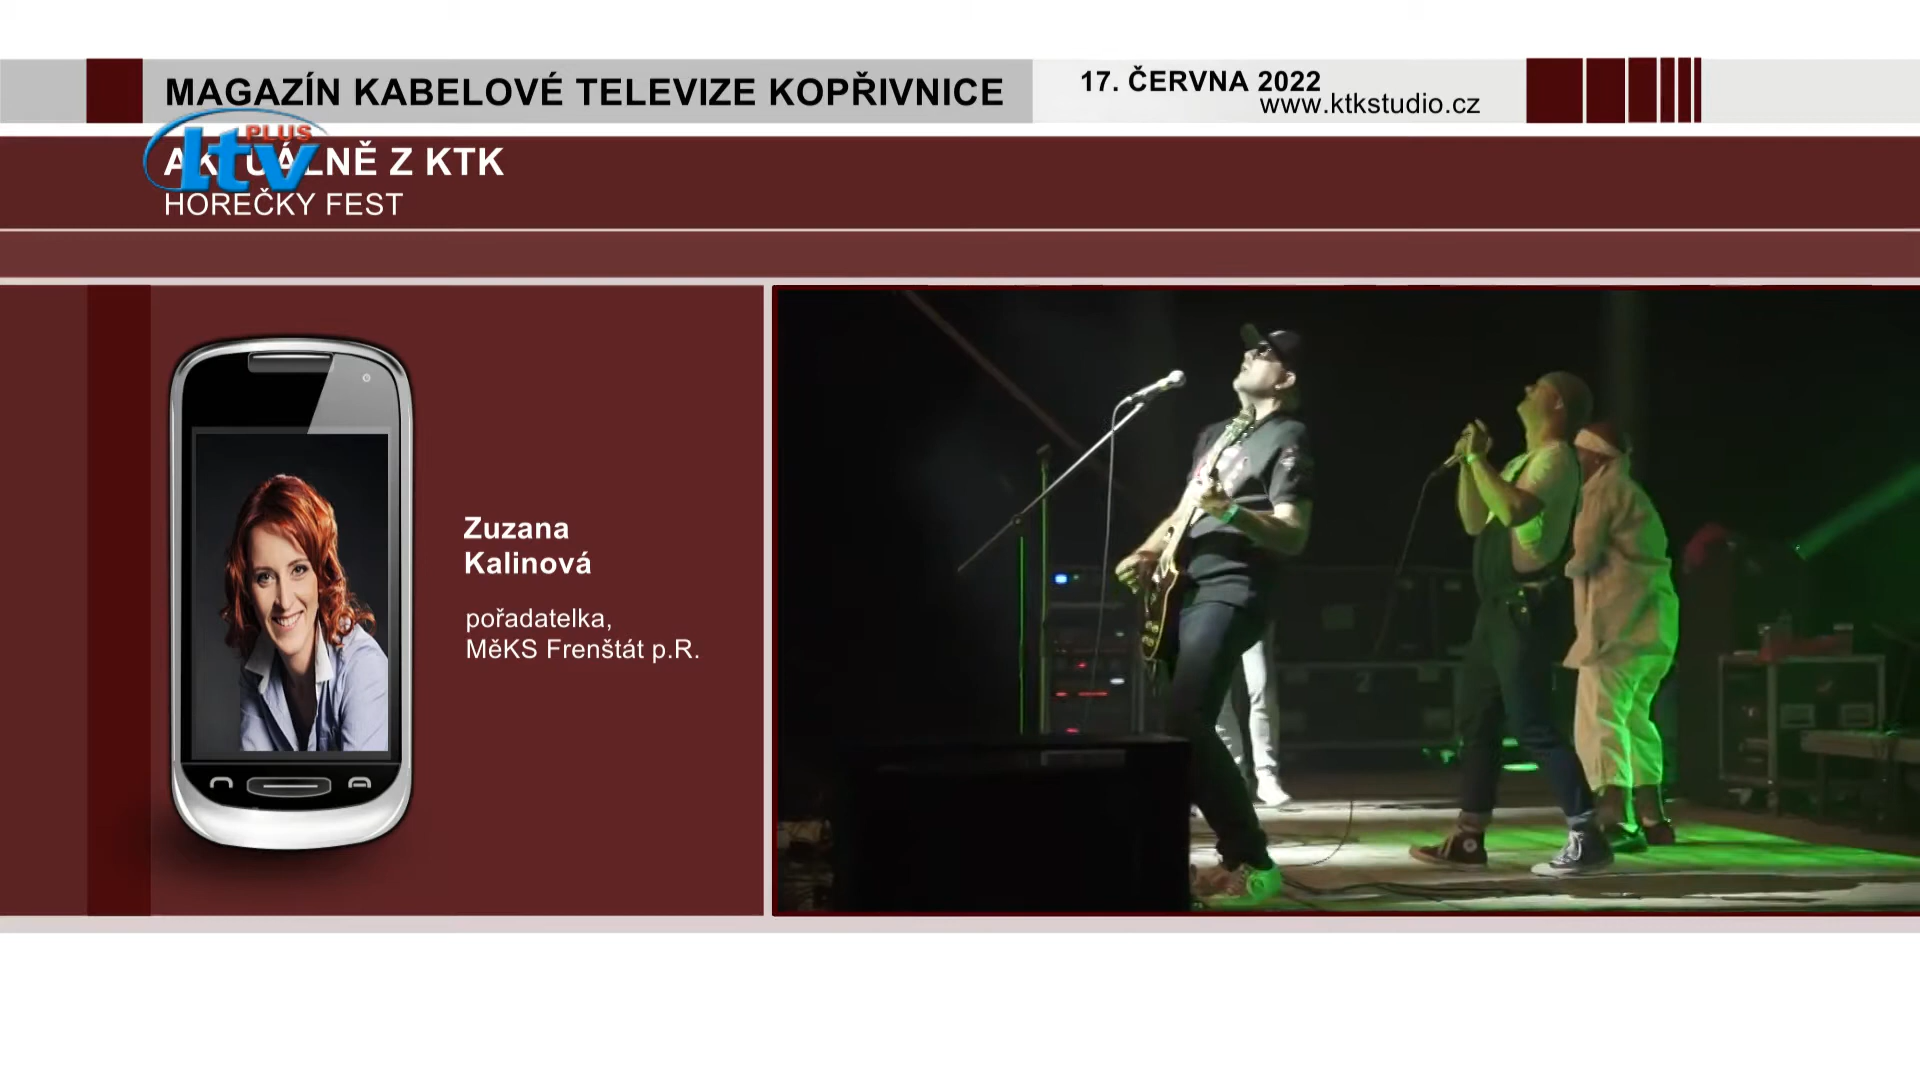 MAGAZÍN KABELOVÉ TELEVIZE KOPŘIVNICE
17. ČERVNA 2022
www.ktkstudio.cz
ltv PLUS
AKTUÁLNĚ Z KTK
HOREČKY FEST
Zuzana
Kalinová
pořadatelka,
MěKS Frenštát p.R.